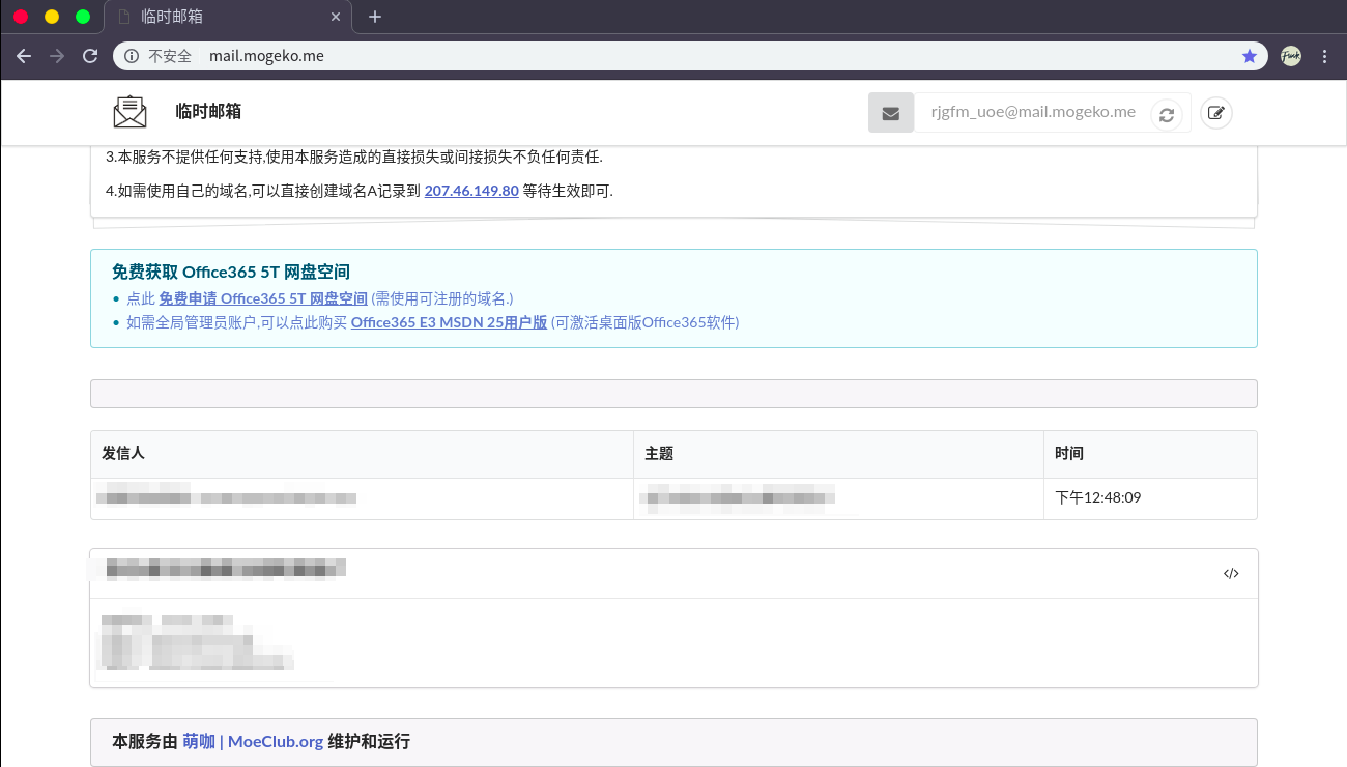 临时邮箱
不安全 mail.mogeko.me
临时邮箱
rjgfm_uoe@mail.mogeko.me
3.本服务不提供任何支持,使用本服务造成的直接损失或间接损失不负任何责任.
4.如需使用自己的域名,可以直接创建域名A记录到 207.46.149.80 等待生效即可.
免费获取 Office365 5T 网盘空间
• 点此 免费申请 Office365 5T 网盘空间 (需使用可注册的域名.)
• 如需全局管理员账户,可以点此购买 Office365 E3 MSDN 25用户版 (可激活桌面版Office365软件)
发信人 主题 时间
下午12:48:09
</>
本服务由 萌咖 | MoeClub.org 维护和运行